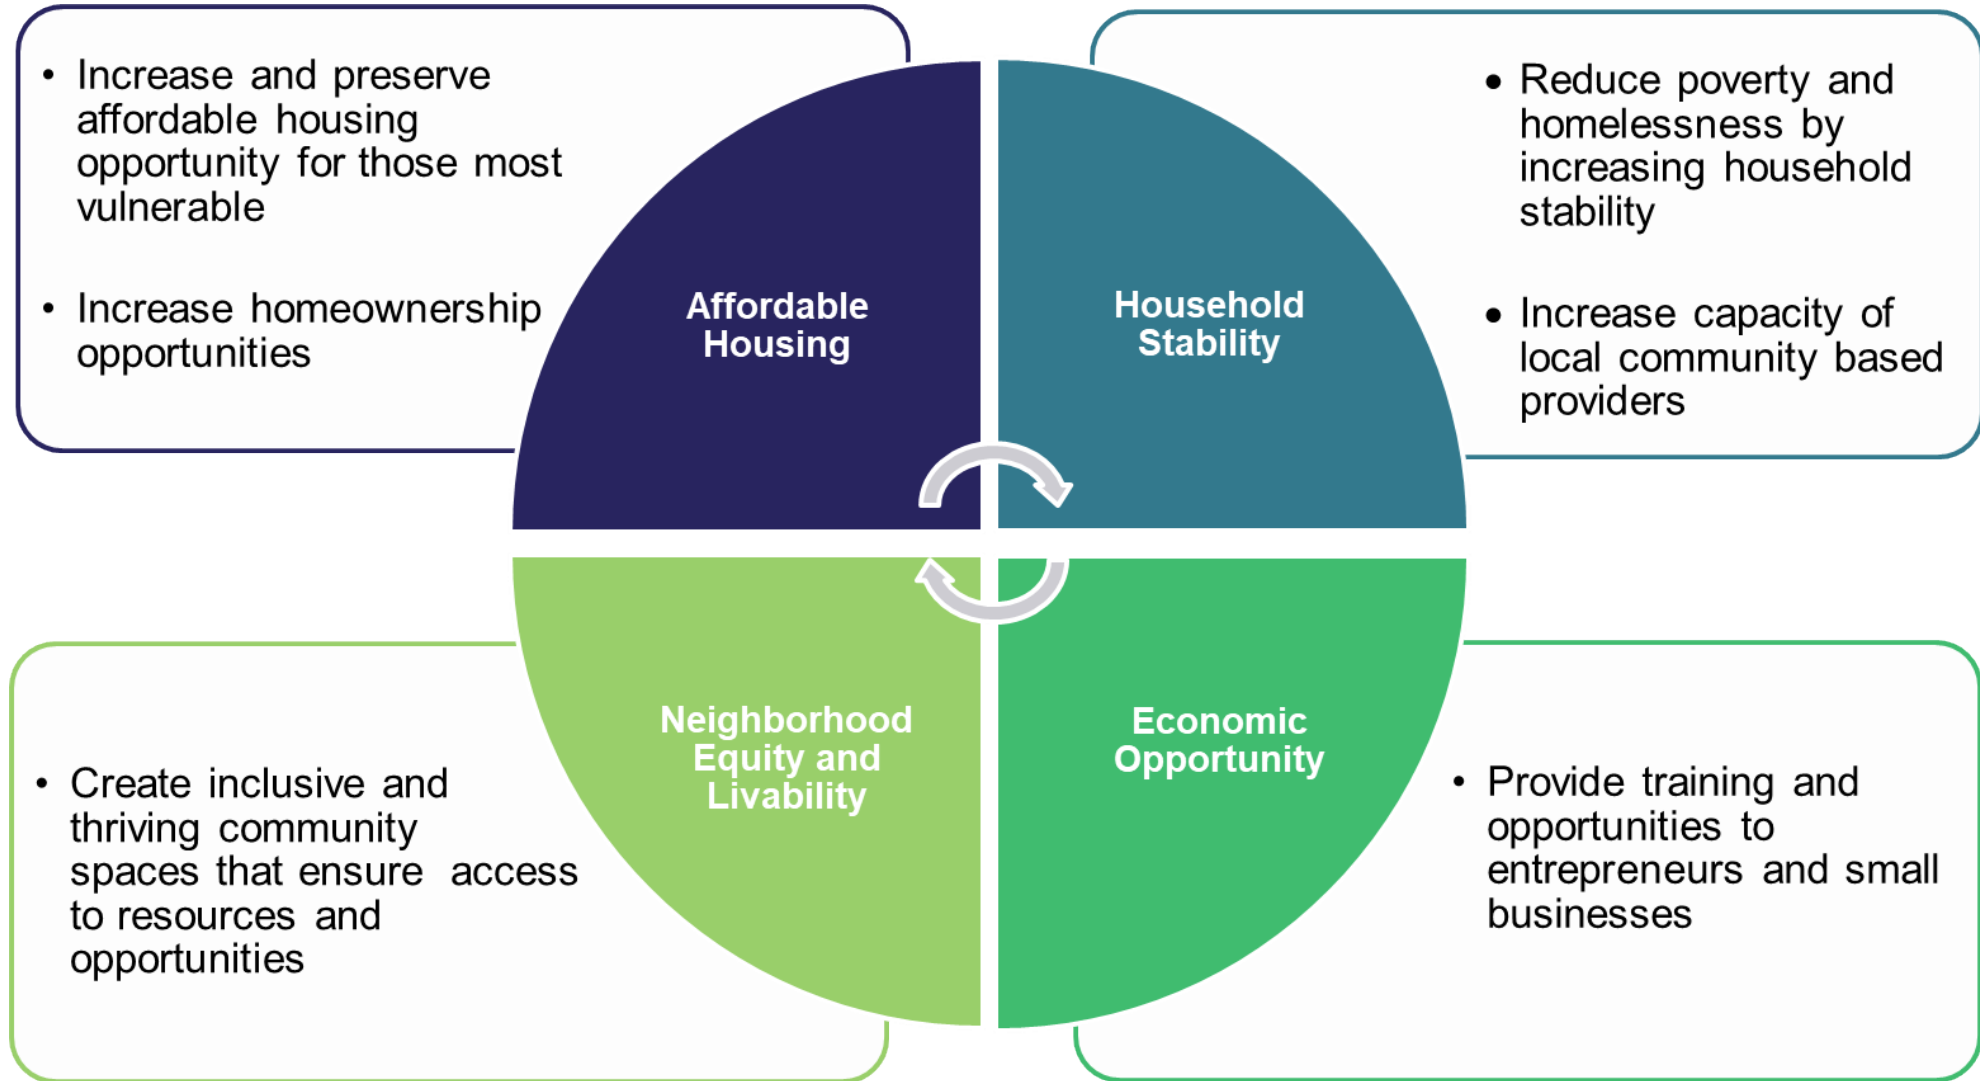 • Increase and preserve
affordable housing
opportunity for those most
vulnerable
• Increase homeownership
opportunities
Affordable
Housing
Household
Stability
• Reduce poverty and
homelessness by
increasing household
stability
• Increase capacity of
local community based
providers
• Create inclusive and
thriving community
spaces that ensure access
to resources and
opportunities
Neighborhood
Equity and
Livability
Economic
Opportunity
• Provide training and
opportunities to
entrepreneurs and small
businesses